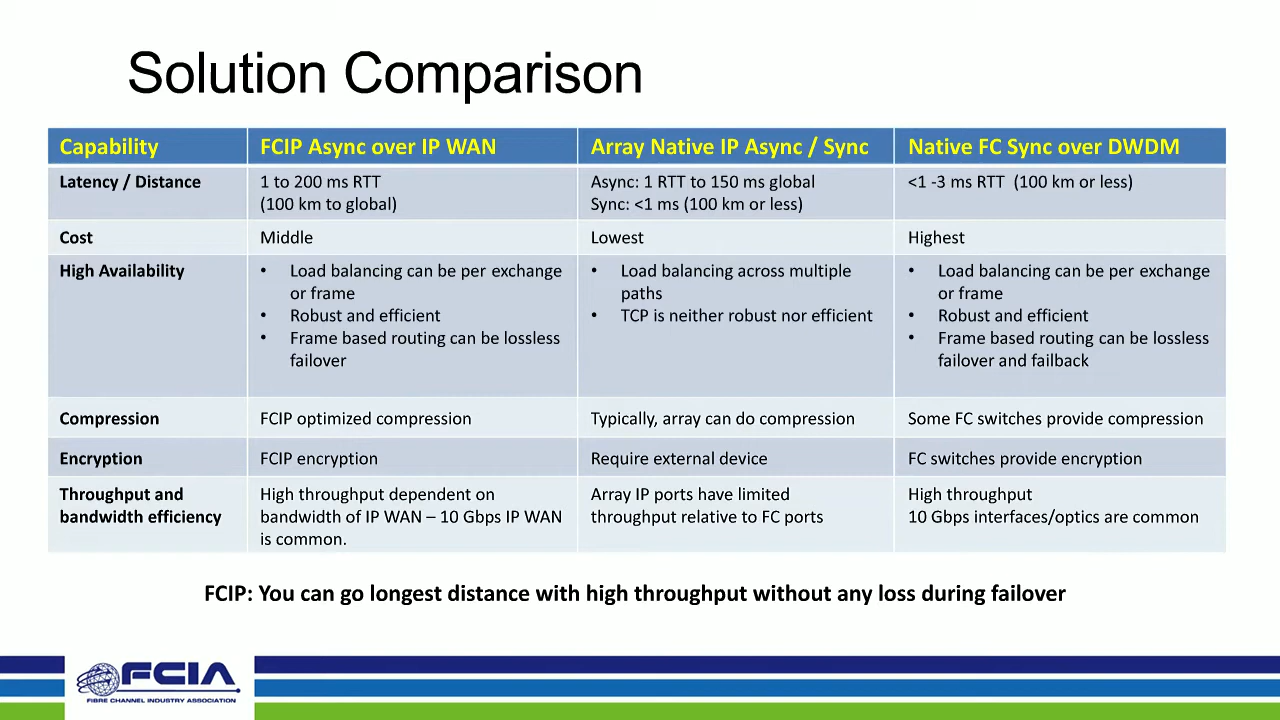 Solution Comparison
Capability
FCIP Async over IP WAN
Array Native IP Async / Sync
Native FC Sync over DWDM
Latency / Distance
1 to 200 ms RTT
(100 km to global)
Async: 1 RTT to 150 ms global
Sync: <1 ms (100 km or less)
<1 -3 ms RTT  (100 km or less)
Cost
Middle
Lowest
Highest
High Availability
• Load balancing can be per exchange
or frame
• Robust and efficient
• Frame based routing can be lossless
failover
• Load balancing across multiple
paths
• TCP is neither robust nor efficient
• Load balancing can be per exchange
or frame
• Robust and efficient
• Frame based routing can be lossless
failover and failback
Compression
FCIP optimized compression
Typically, array can do compression
Some FC switches provide compression
Encryption
FCIP encryption
Require external device
FC switches provide encryption
Throughput and
bandwidth efficiency
High throughput dependent on
bandwidth of IP WAN – 10 Gbps IP WAN
is common.
Array IP ports have limited
throughput relative to FC ports
High throughput
10 Gbps interfaces/optics are common
FCIP: You can go longest distance with high throughput without any loss during failover
FCIA
FIBRE CHANNEL INDUSTRY ASSOCIATION